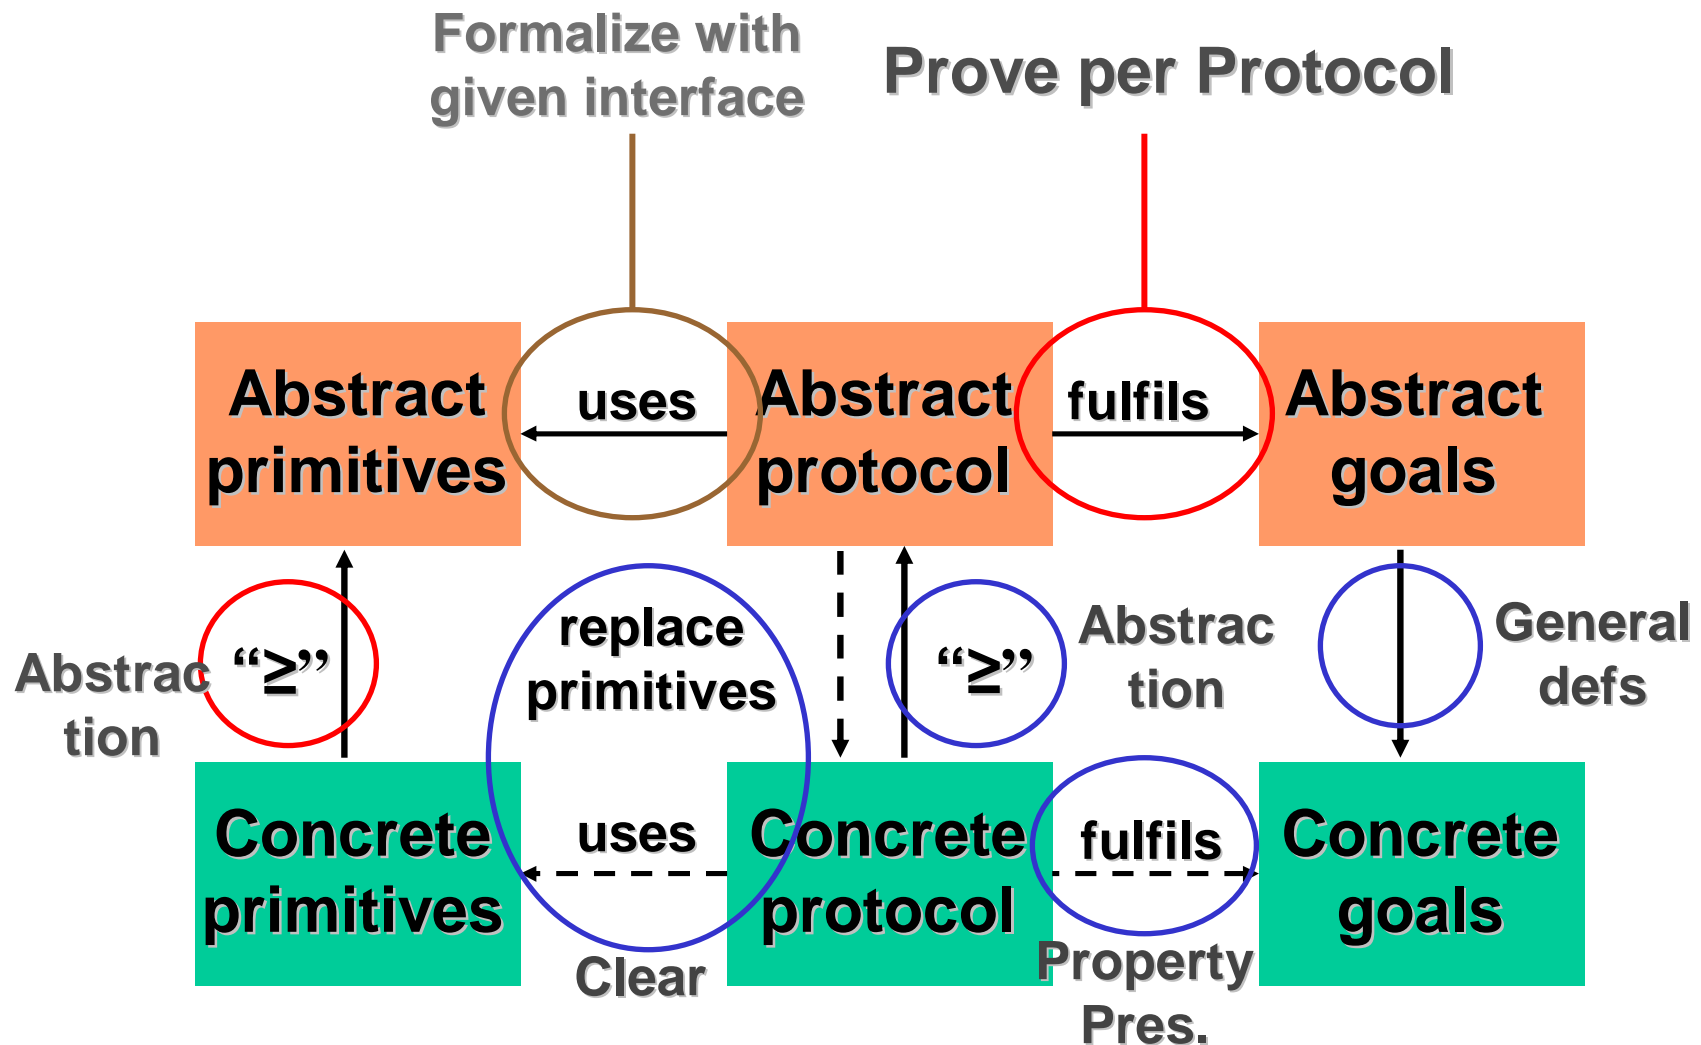 Formalize with
given interface
Prove per Protocol
Abstract
primitives
uses
Abstract
protocol
fulfils
Abstract
goals
Abstrac
tion
“≥”
replace
primitives
“≥”
Abstrac
tion
General
defs
Concrete
primitives
uses
Concrete
protocol
fulfils
Concrete
goals
Clear
Property
Pres.